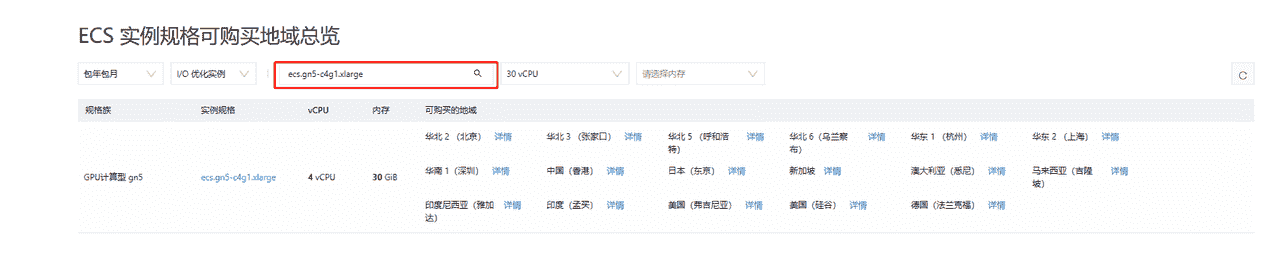 ECS 实例规格可购买地域总览
包年包月 I/O 优化实例 ecs.gn5-c4g1.xlarge 30 vCPU 请选择内存
规格族 实例规格 vCPU 内存 可购买的地域
华北 2 （北京） 详情 华北 3 （张家口） 详情 华北 5 （呼和浩特） 详情 华北 6（乌兰察布） 详情 华东 1 （杭州） 详情 华东 2 （上海） 详情
GPU计算型 gn5 ecs.gn5-c4g1.xlarge 4 vCPU 30 GiB 华南 1（深圳） 详情 中国（香港） 详情 日本（东京） 详情 新加坡 详情 澳大利亚（悉尼） 详情 马来西亚（吉隆坡） 详情
印度尼西亚（雅加达） 详情 印度（孟买） 详情 美国（弗吉尼亚） 详情 美国（硅谷） 详情 德国（法兰克福） 详情